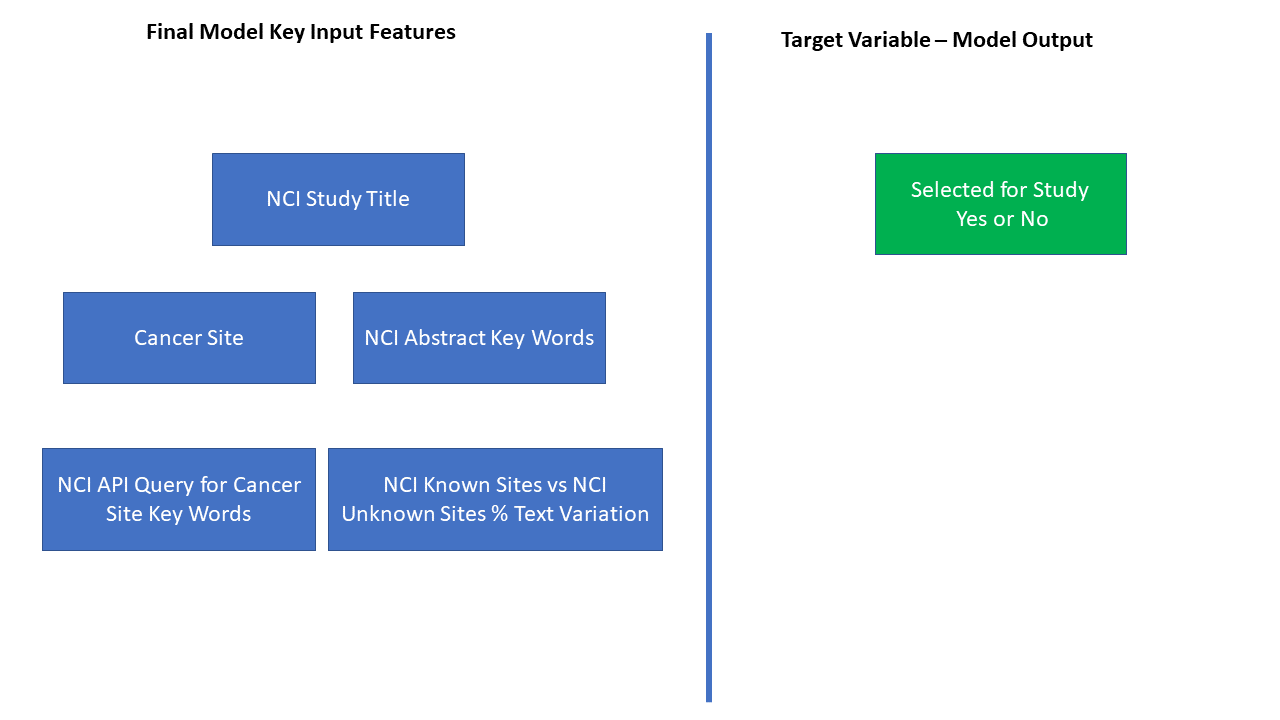 Final Model Key Input Features
Target Variable – Model Output
NCI Study Title
Selected for Study
Yes or No
Cancer Site
NCI Abstract Key Words
NCI API Query for Cancer
Site Key Words
NCI Known Sites vs NCI
Unknown Sites % Text Variation